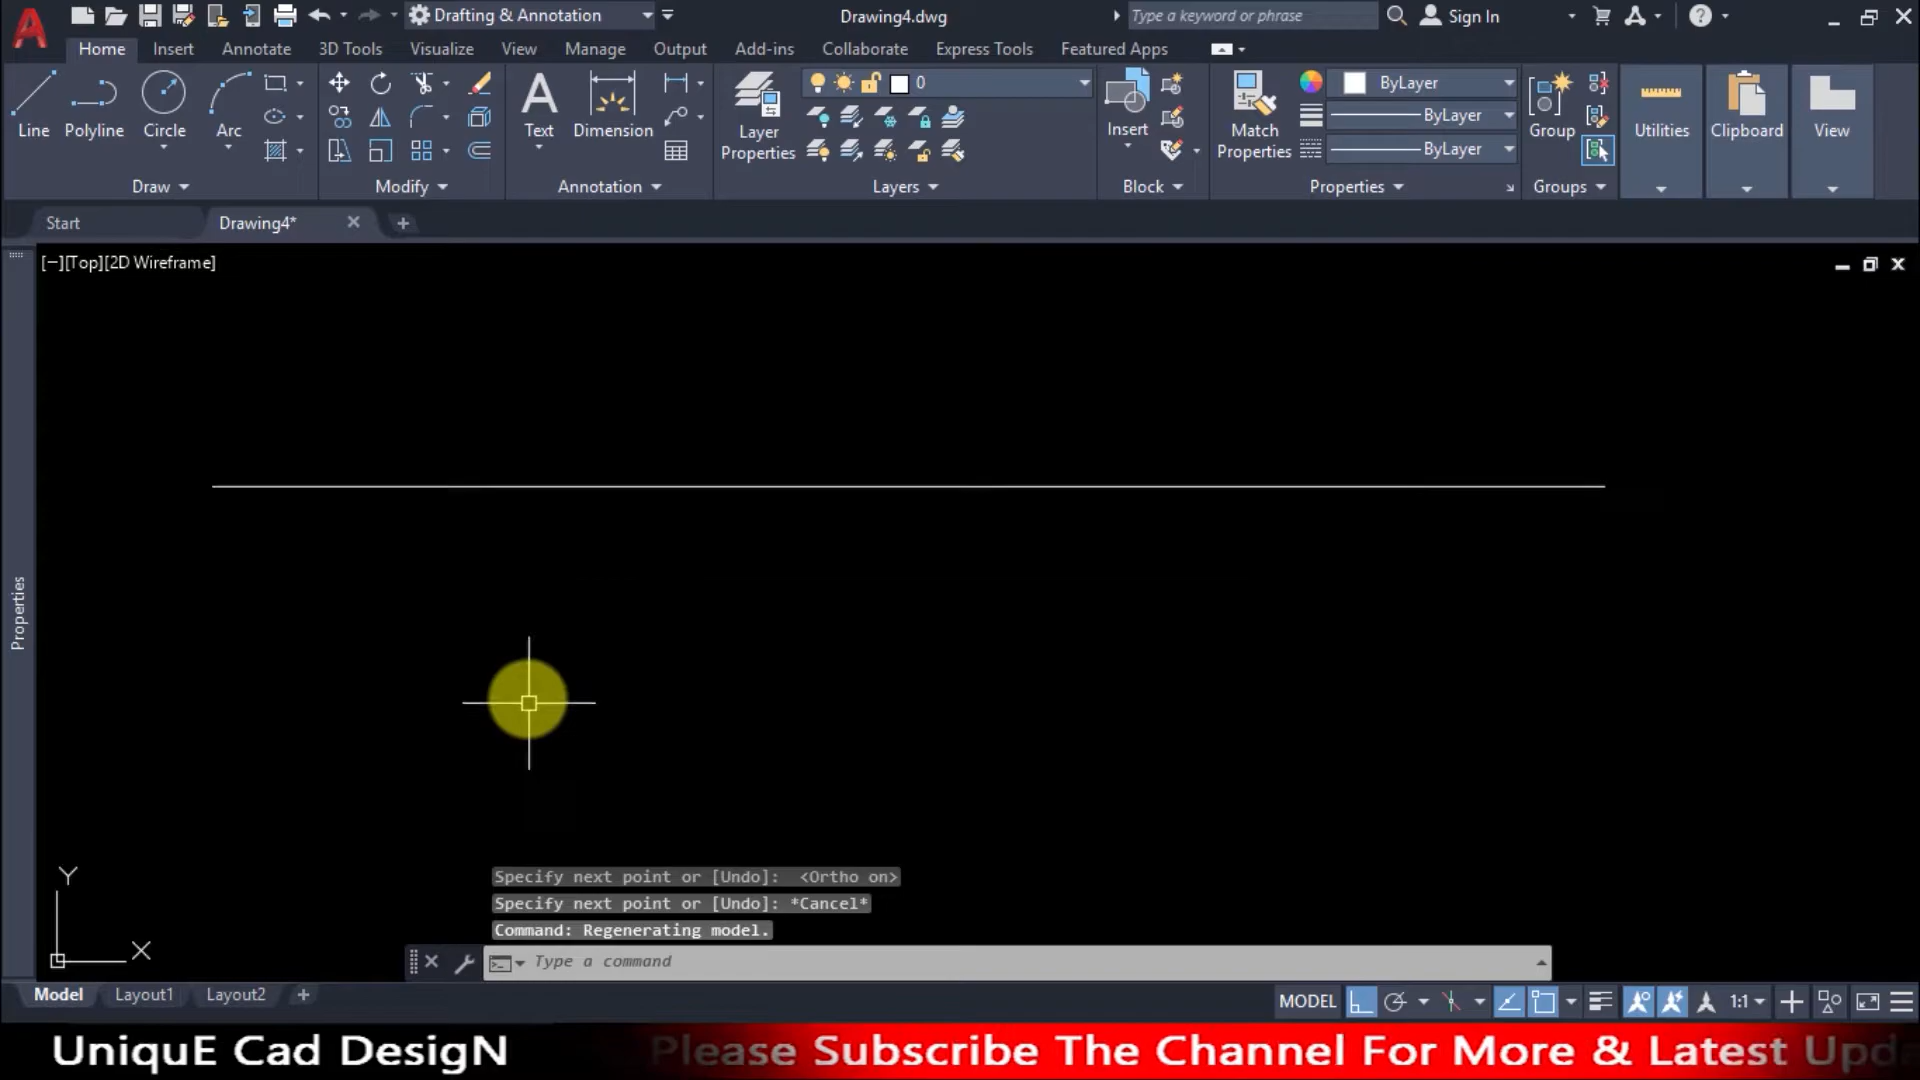 Drafting & Annotation
Drawing4.dwg
Type a keyword or phrase
Sign In
Home
Insert
Annotate
3D Tools
Visualize
View
Manage
Output
Add-ins
Collaborate
Express Tools
Featured Apps
Line
Polyline
Circle
Arc
Text
Dimension
Layer
Properties
0
Insert
Match
Properties
ByLayer
ByLayer
ByLayer
Group
Utilities
Clipboard
View
Draw
Modify
Annotation
Layers
Block
Properties
Groups
Start
Drawing4*
[−][Top][2D Wireframe]
Properties
Y
X
Specify next point or [Undo]:  <Ortho on>
Specify next point or [Undo]: *Cancel*
Command: Regenerating model.
Type a command
Model
Layout1
Layout2
MODEL
1:1
UniquE Cad DesigN
Please Subscribe The Channel For More & Latest Upd